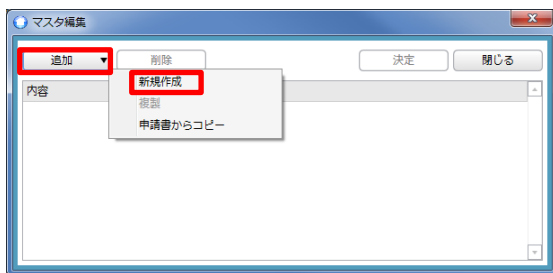 マスタ編集
追加 ▼ 削除 決定 閉じる
内容
新規作成
複製
申請書からコピー